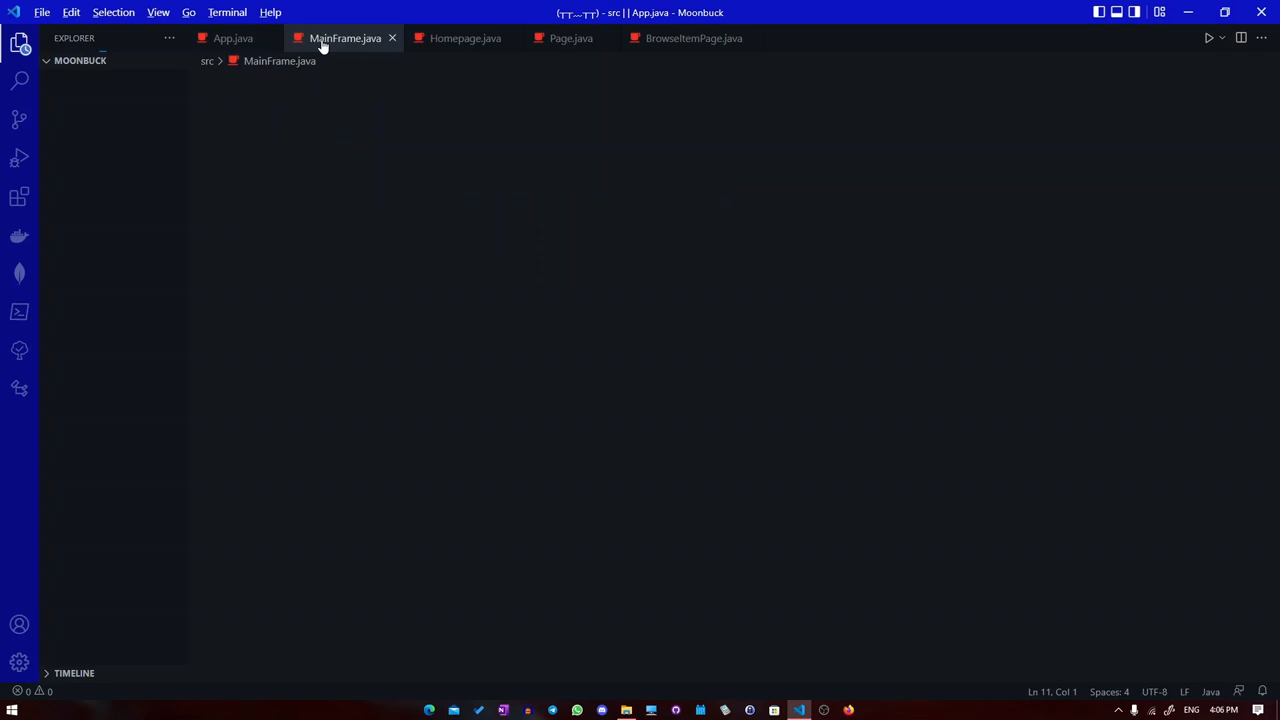 File Edit Selection View Go Terminal Help
(┬┬﹏┬┬) - src || App.java - Moonbuck
EXPLORER
App.java
MainFrame.java
Homepage.java
Page.java
BrowseItemPage.java
MOONBUCK
src > MainFrame.java
TIMELINE
0 0
Ln 11, Col 1
Spaces: 4
UTF-8
LF
Java
ENG
4:06 PM